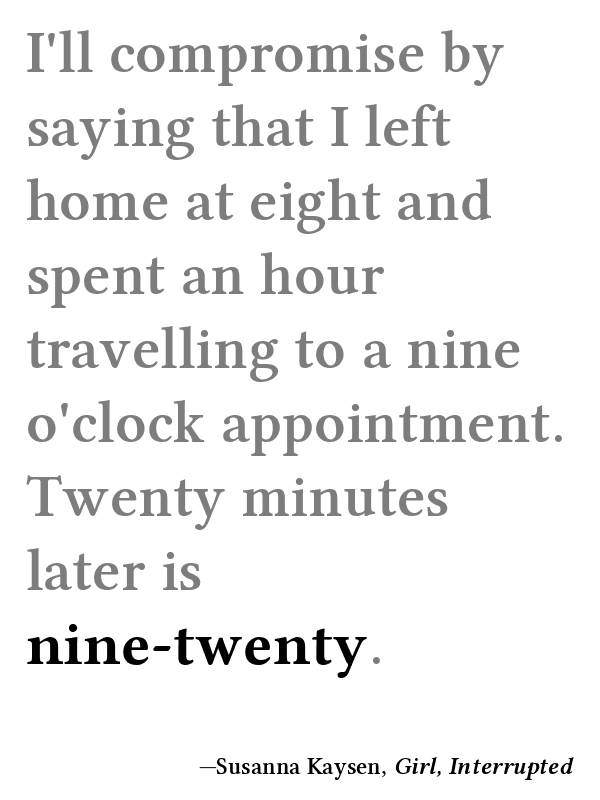 I'll compromise by
saying that I left
home at eight and
spent an hour
travelling to a nine
o'clock appointment.
Twenty minutes
later is
nine-twenty.
—Susanna Kaysen, Girl, Interrupted